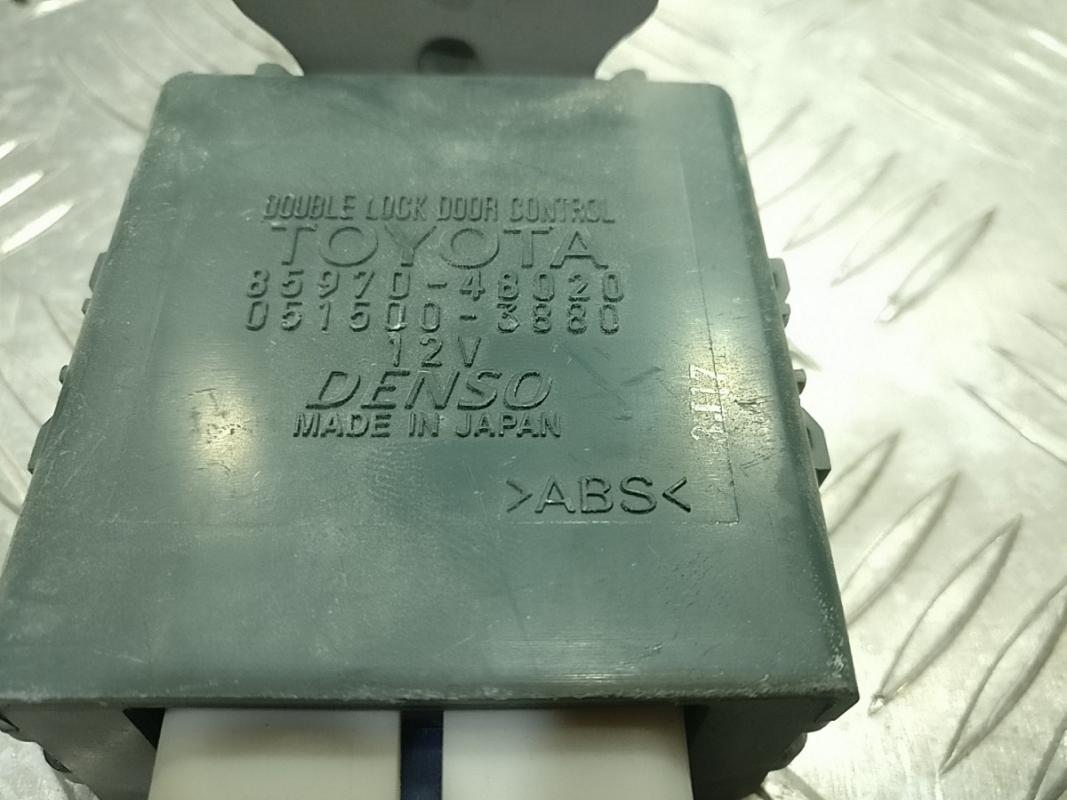 DOUBLE LOCK DOOR CONTROL
TOYOTA
85970-48020
051500-3880
12V
DENSO
MADE IN JAPAN
>ABS<